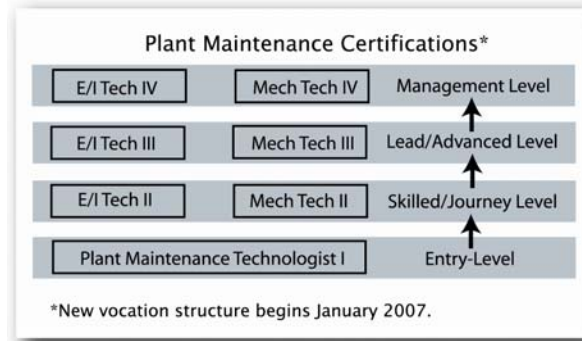 Plant Maintenance Certifications*
E/I Tech IV Mech Tech IV Management Level
E/I Tech III Mech Tech III Lead/Advanced Level
E/I Tech II Mech Tech II Skilled/Journey Level
Plant Maintenance Technologist I Entry-Level
*New vocation structure begins January 2007.